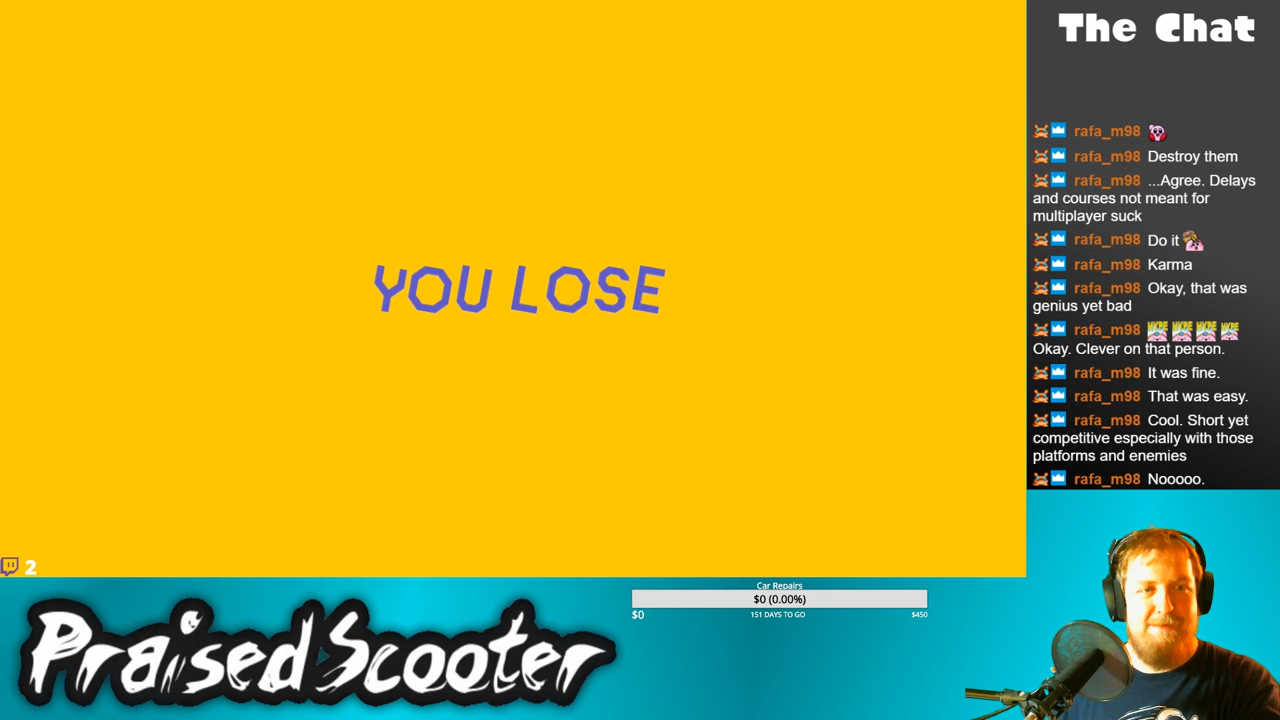 The Chat
rafa_m98
rafa_m98 Destroy them
rafa_m98 ...Agree. Delays
and courses not meant for
multiplayer suck
rafa_m98 Do it
rafa_m98 Karma
rafa_m98 Okay, that was
genius yet bad
rafa_m98
Okay. Clever on that person.
rafa_m98 It was fine.
rafa_m98 That was easy.
rafa_m98 Cool. Short yet
competitive especially with those
platforms and enemies
rafa_m98 Nooooo.
YOU LOSE
2
Car Repairs
$0 (0.00%)
$0 151 DAYS TO GO $450
PraisedScooter